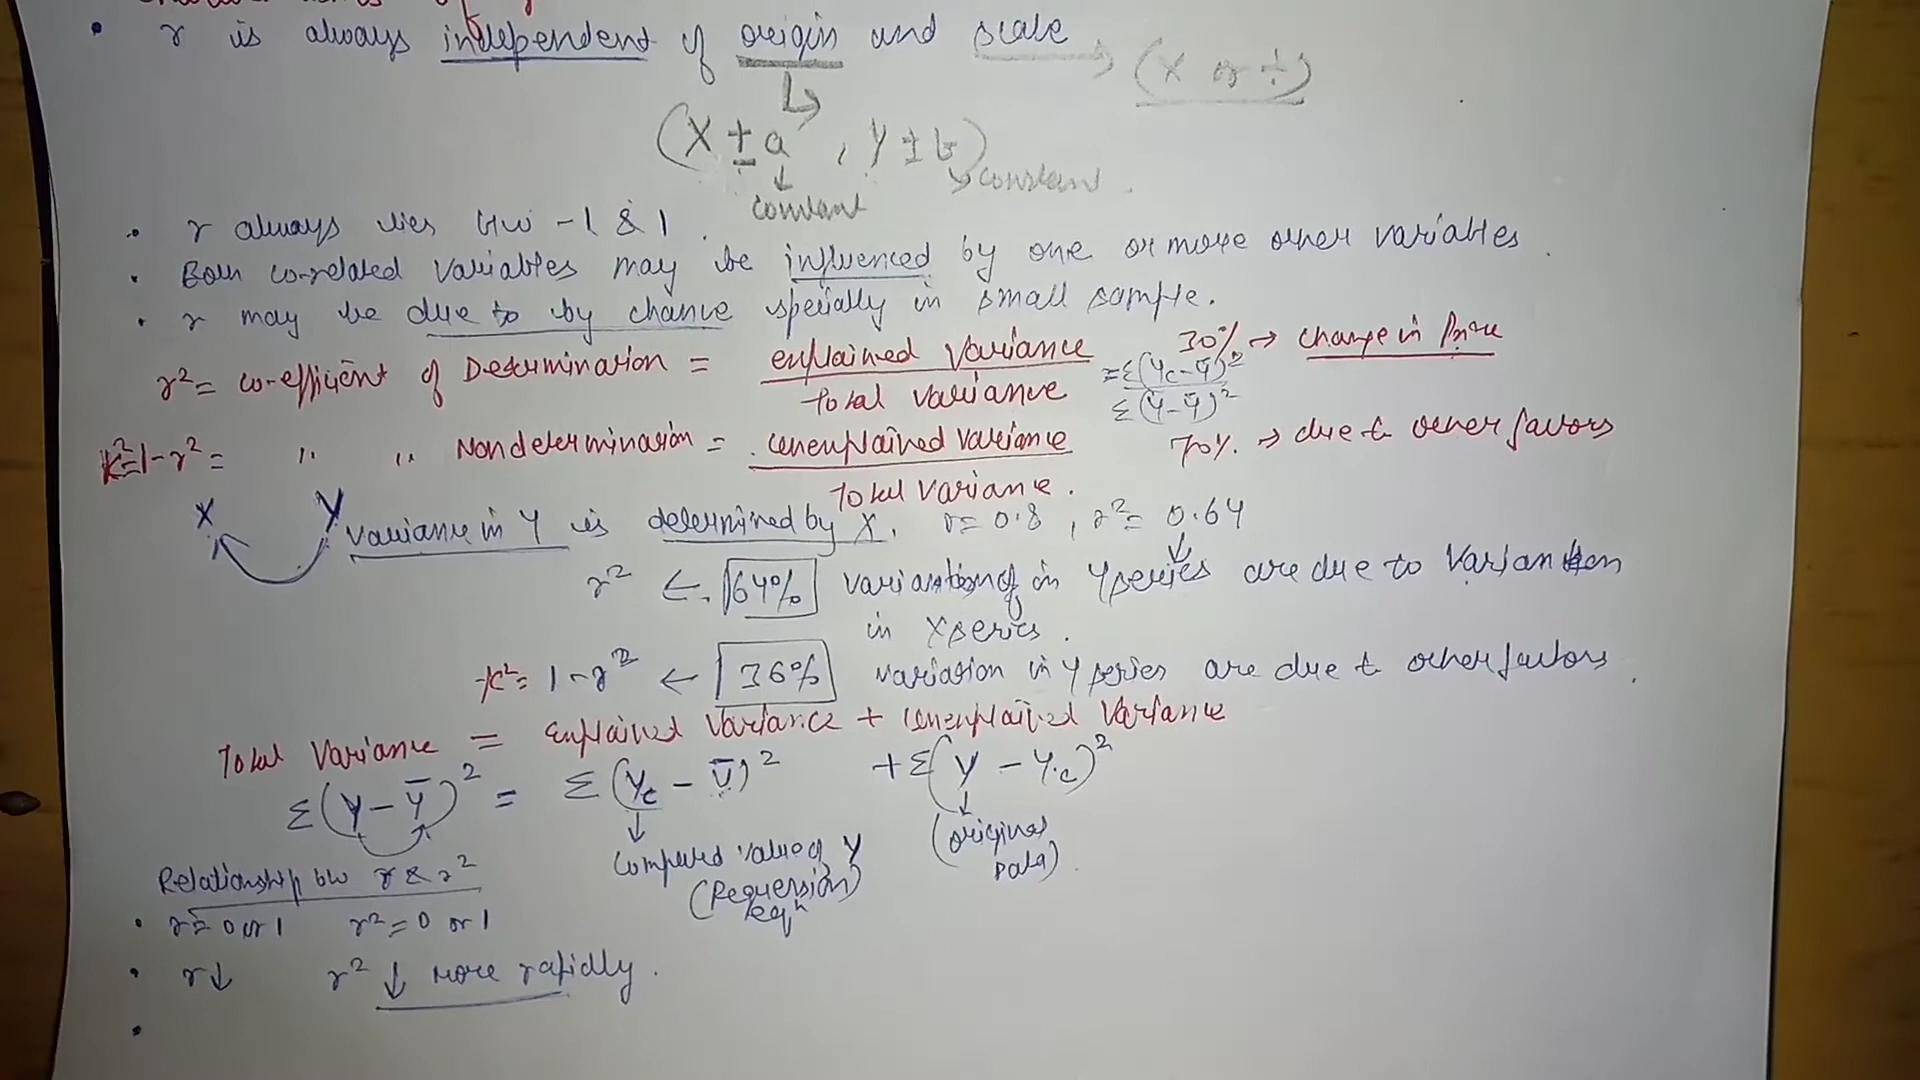 • r is always independent of origin and scale → (X or ÷)
(X ± a , Y ± b)
constant constant.
• r always lies btw -1 & 1.
• Both co-related variables may be influenced by one or more other variables.
• r may be due to by chance specially in small sample.
r² = co-efficient of Determination = explained Variance / Total variance = Σ(Yc - Ȳ)² / Σ(Y - Ȳ)² 30% → change in Price
K² = 1 - r² = " " Non determination = unexplained variance / Total Variance. 70% → due to other factors
X Y Variance in Y is determined by X. r = 0.8 , r² = 0.64
r² ← 64% variation in Y series are due to Variation
in X series.
K² = 1 - r² ← 36% variation in Y series are due to other factors.
Total Variance = Explained Variance + Unexplained Variance
Σ(Y - Ȳ)² = Σ(Yc - Ȳ)² + Σ(Y - Yc)²
Computed value of Y (original
(Regression) Data)
eqⁿ
Relationship b/w r & r²
• r = 0 or 1 r² = 0 or 1
• r ↓ r² ↓ more rapidly.
•